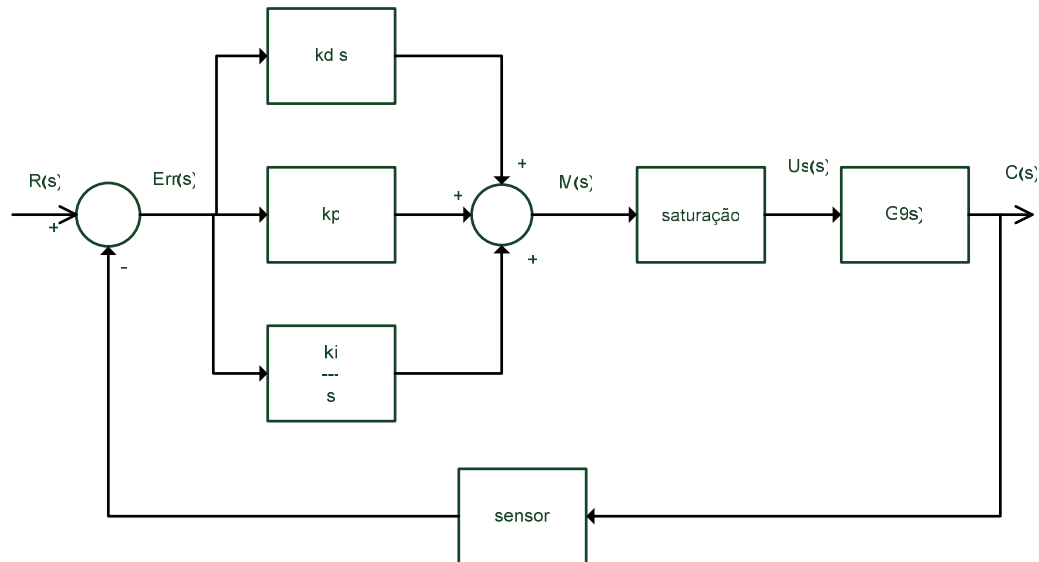 kd s
R(s)
+
-
Err(s)
kp
ki
---
s
+
+
+
M(s)
saturação
Us(s)
G9s)
C(s)
sensor